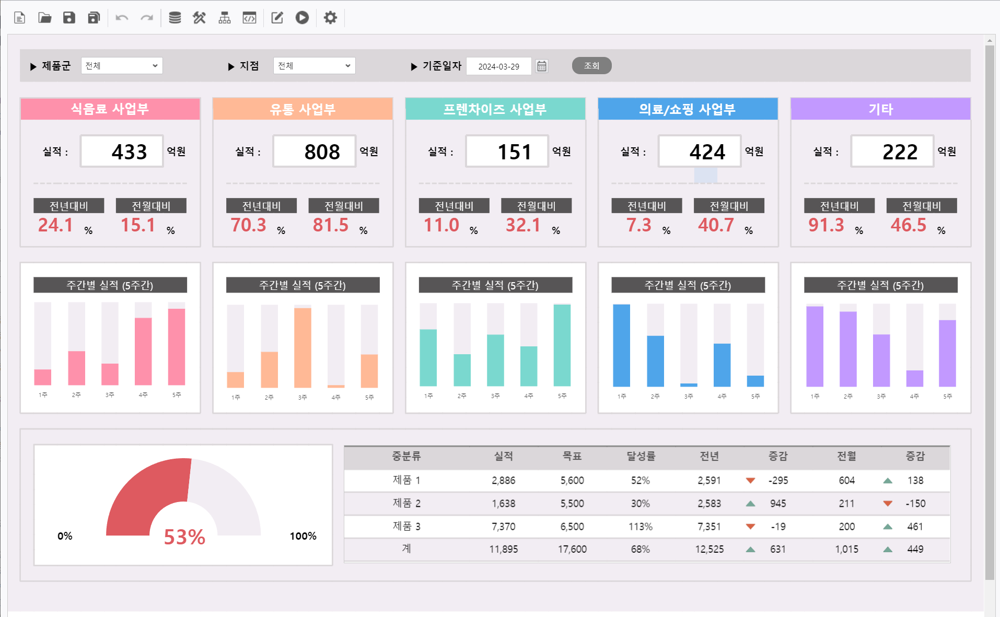 ▶ 제품군 전체 ▶ 지점 전체 ▶ 기준일자 2024-03-29 조회
식음료 사업부
실적 : 433 억원
전년대비 전월대비
24.1 % 15.1 %
유통 사업부
실적 : 808 억원
전년대비 전월대비
70.3 % 81.5 %
프렌차이즈 사업부
실적 : 151 억원
전년대비 전월대비
11.0 % 32.1 %
의료/쇼핑 사업부
실적 : 424 억원
전년대비 전월대비
7.3 % 40.7 %
기타
실적 : 222 억원
전년대비 전월대비
91.3 % 46.5 %
주간별 실적 (5주간)
1주 2주 3주 4주 5주
주간별 실적 (5주간)
1주 2주 3주 4주 5주
주간별 실적 (5주간)
1주 2주 3주 4주 5주
주간별 실적 (5주간)
1주 2주 3주 4주 5주
주간별 실적 (5주간)
1주 2주 3주 4주 5주
0% 53% 100%
중분류 실적 목표 달성률 전년 증감 전월 증감
제품 1 2,886 5,600 52% 2,591 -295 604 138
제품 2 1,638 5,500 30% 2,583 945 211 -150
제품 3 7,370 6,500 113% 7,351 -19 200 461
계 11,895 17,600 68% 12,525 631 1,015 449